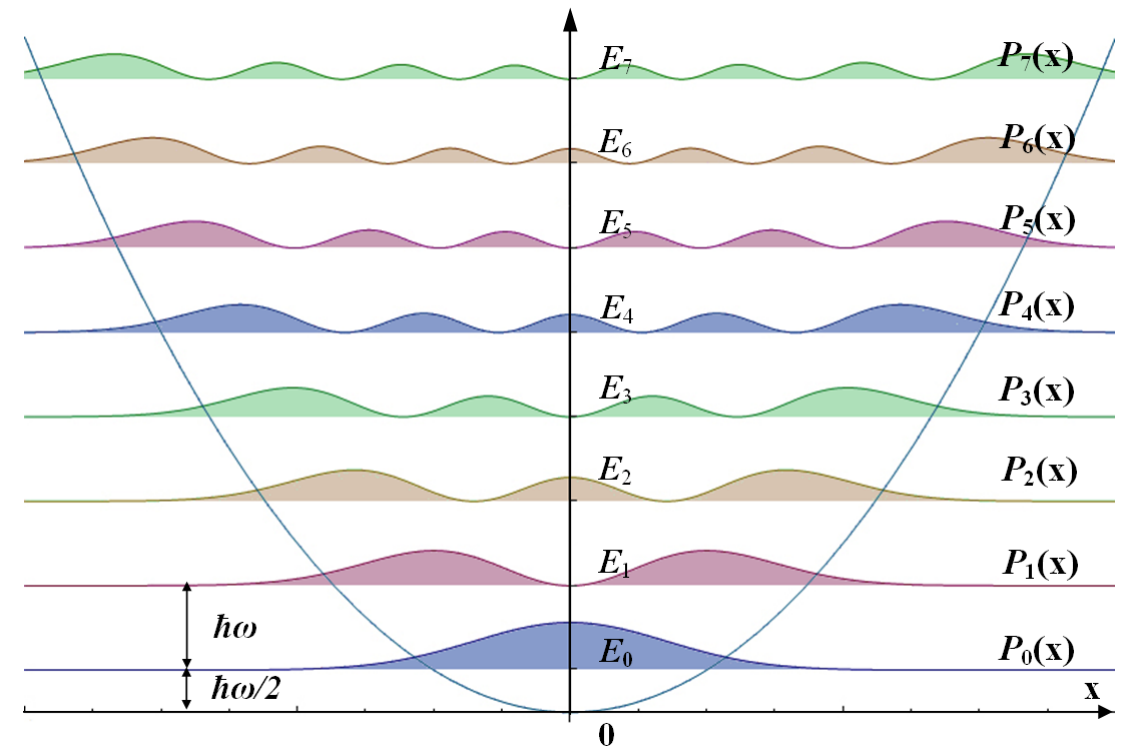 E₇ P₇(x)
E₆ P₆(x)
E₅ P₅(x)
E₄ P₄(x)
E₃ P₃(x)
E₂ P₂(x)
E₁ P₁(x)
ħω
E₀ P₀(x)
ħω/2
x
0